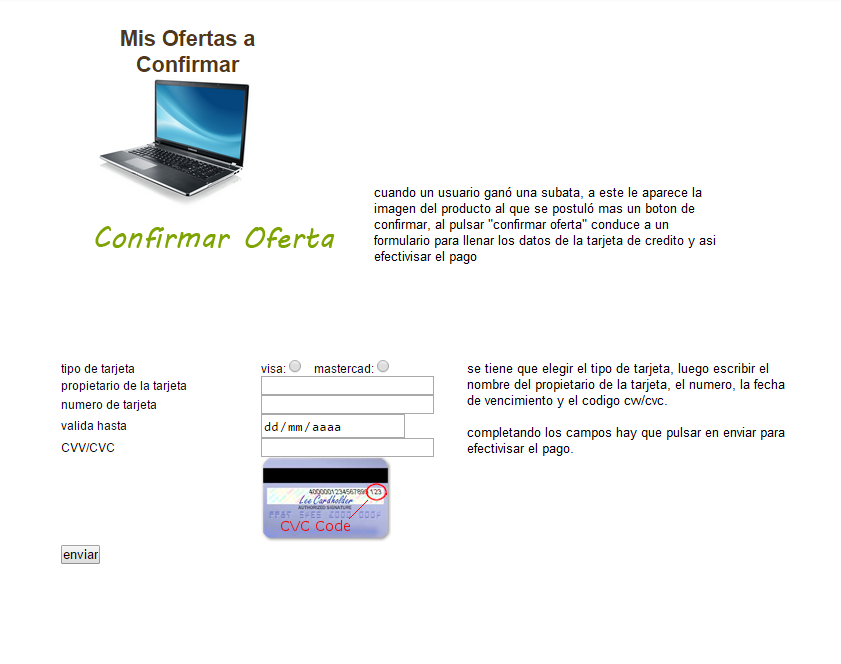 Mis Ofertas a
Confirmar
cuando un usuario ganó una subata, a este le aparece la
imagen del producto al que se postuló mas un boton de
confirmar, al pulsar "confirmar oferta" conduce a un
formulario para llenar los datos de la tarjeta de credito y asi
efectivisar el pago
Confirmar Oferta
tipo de tarjeta
visa: mastercad:
propietario de la tarjeta
numero de tarjeta
valida hasta
dd/mm/aaaa
CVV/CVC
se tiene que elegir el tipo de tarjeta, luego escribir el
nombre del propietario de la tarjeta, el numero, la fecha
de vencimiento y el codigo cw/cvc.
completando los campos hay que pulsar en enviar para
efectivisar el pago.
4000001234567899 123
Lee Cardholder
AUTHORIZED SIGNATURE
CVC Code
enviar